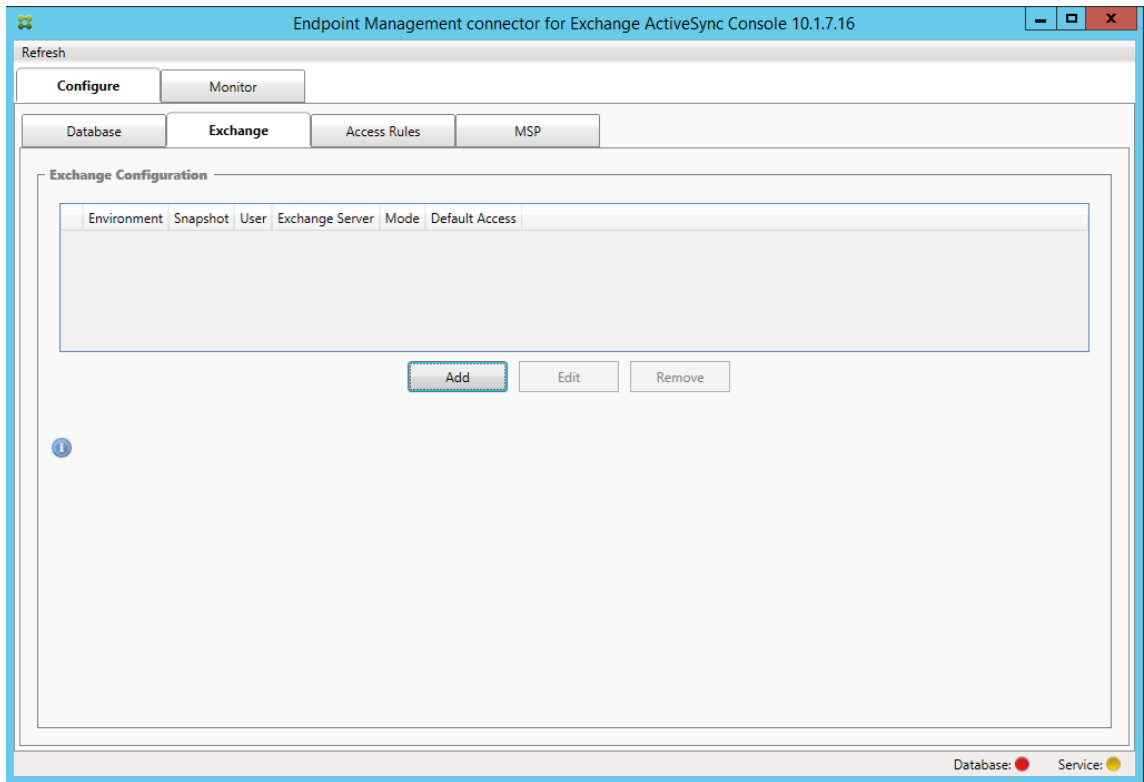 Endpoint Management connector for Exchange ActiveSync Console 10.1.7.16
Refresh
Configure Monitor
Database Exchange Access Rules MSP
Exchange Configuration
Environment Snapshot User Exchange Server Mode Default Access
Add Edit Remove
Database: Service: